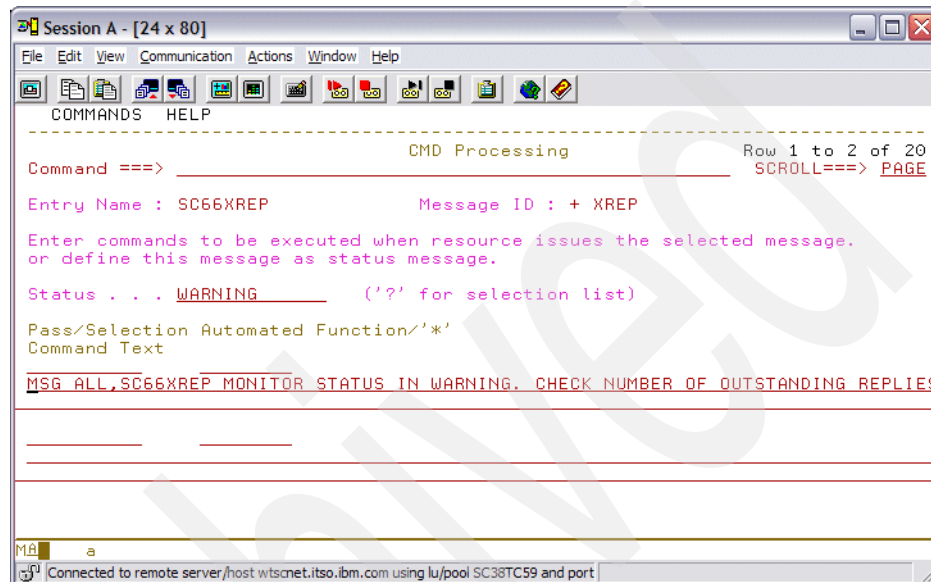 Session A - [24 x 80]
File Edit View Communication Actions Window Help
COMMANDS HELP
CMD Processing Row 1 to 2 of 20
Command ===> SCROLL===> PAGE
Entry Name : SC66XREP Message ID : + XREP
Enter commands to be executed when resource issues the selected message.
or define this message as status message.
Status . . . WARNING ('?' for selection list)
Pass/Selection Automated Function/'*'
Command Text
MSG ALL,SC66XREP MONITOR STATUS IN WARNING. CHECK NUMBER OF OUTSTANDING REPLIES
MA a
Connected to remote server/host wtscnet.itso.ibm.com using lu/pool SC38TC59 and port